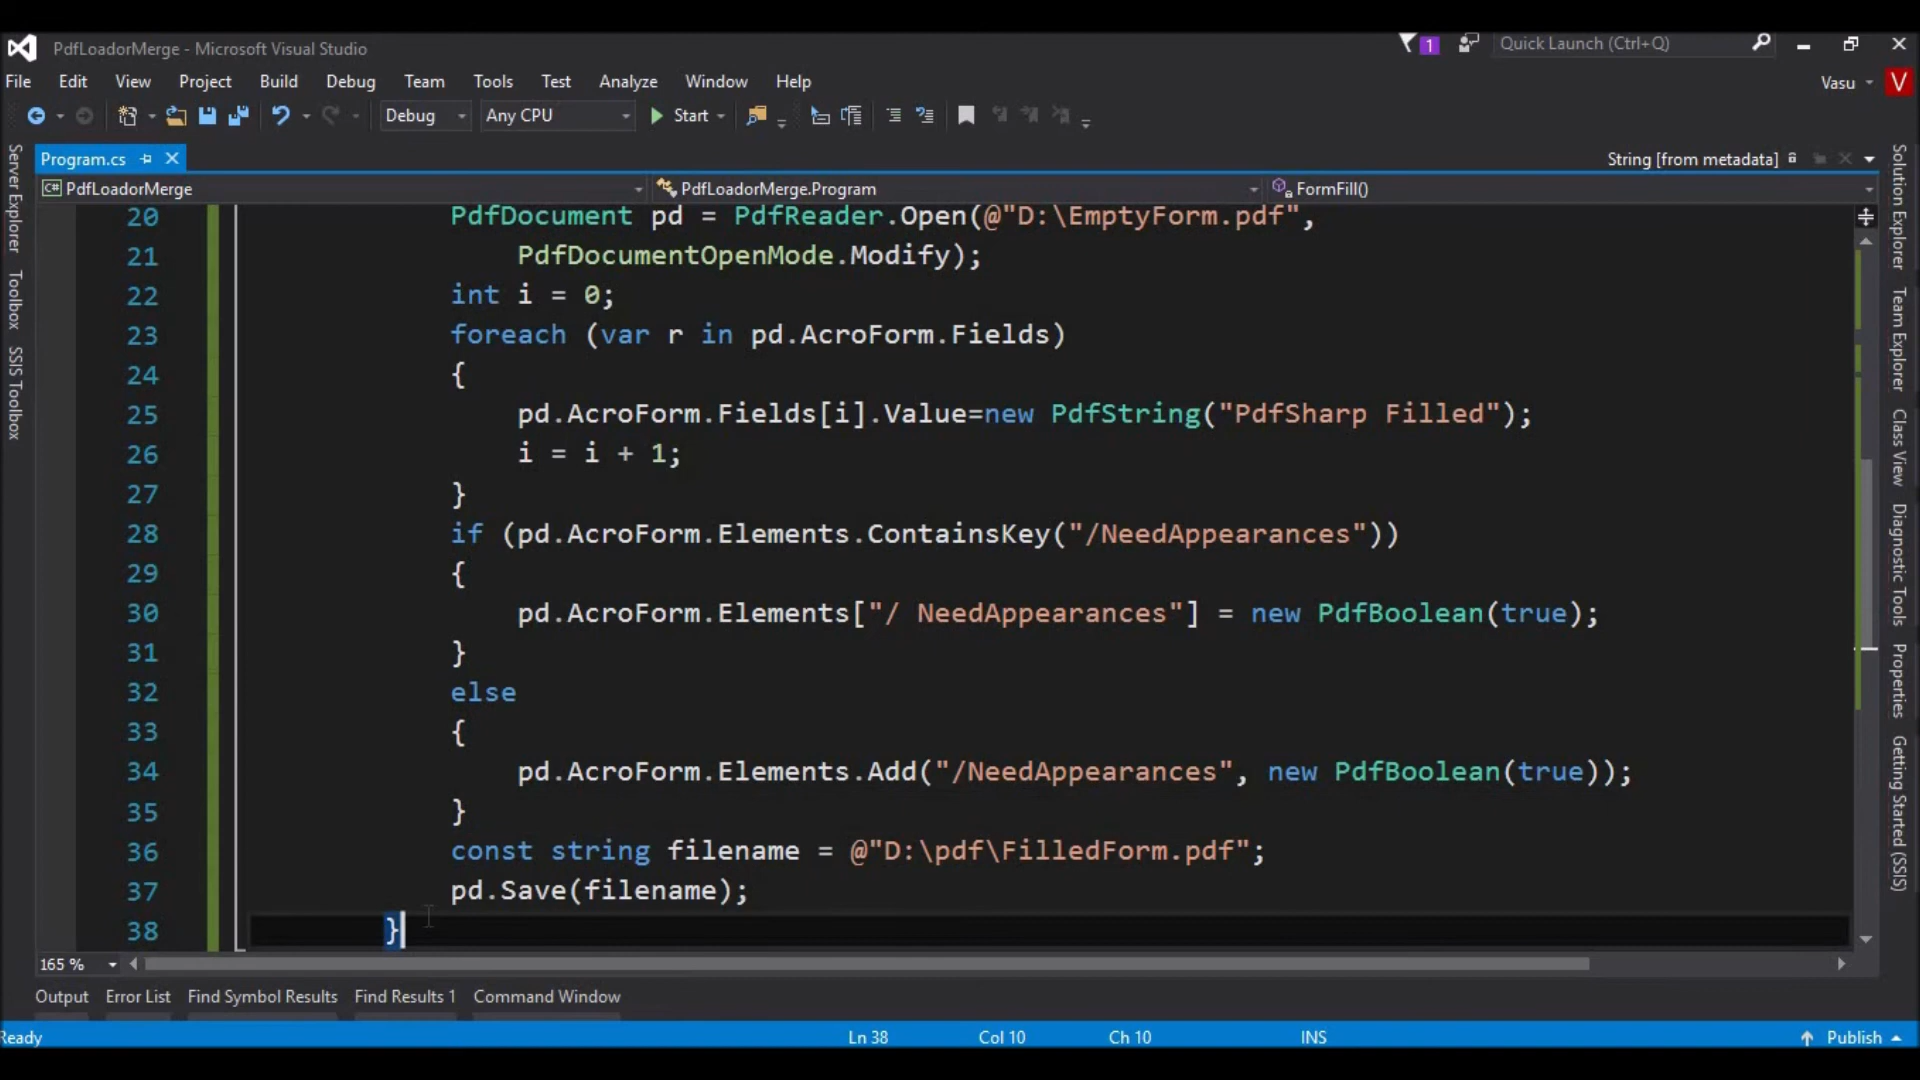 PdfLoadorMerge - Microsoft Visual Studio
1
Quick Launch (Ctrl+Q)
File Edit View Project Build Debug Team Tools Test Analyze Window Help
Vasu V
Debug Any CPU Start
Program.cs
String [from metadata]
C# PdfLoadorMerge PdfLoadorMerge.Program FormFill()
Server Explorer
Toolbox
SSIS Toolbox
20 PdfDocument pd = PdfReader.Open(@"D:\EmptyForm.pdf",
21 PdfDocumentOpenMode.Modify);
22 int i = 0;
23 foreach (var r in pd.AcroForm.Fields)
24 {
25 pd.AcroForm.Fields[i].Value=new PdfString("PdfSharp Filled");
26 i = i + 1;
27 }
28 if (pd.AcroForm.Elements.ContainsKey("/NeedAppearances"))
29 {
30 pd.AcroForm.Elements["/ NeedAppearances"] = new PdfBoolean(true);
31 }
32 else
33 {
34 pd.AcroForm.Elements.Add("/NeedAppearances", new PdfBoolean(true));
35 }
36 const string filename = @"D:\pdf\FilledForm.pdf";
37 pd.Save(filename);
38 }
Solution Explorer
Team Explorer
Class View
Diagnostic Tools
Properties
Getting Started (SSIS)
165 %
Output Error List Find Symbol Results Find Results 1 Command Window
Ready Ln 38 Col 10 Ch 10 INS Publish